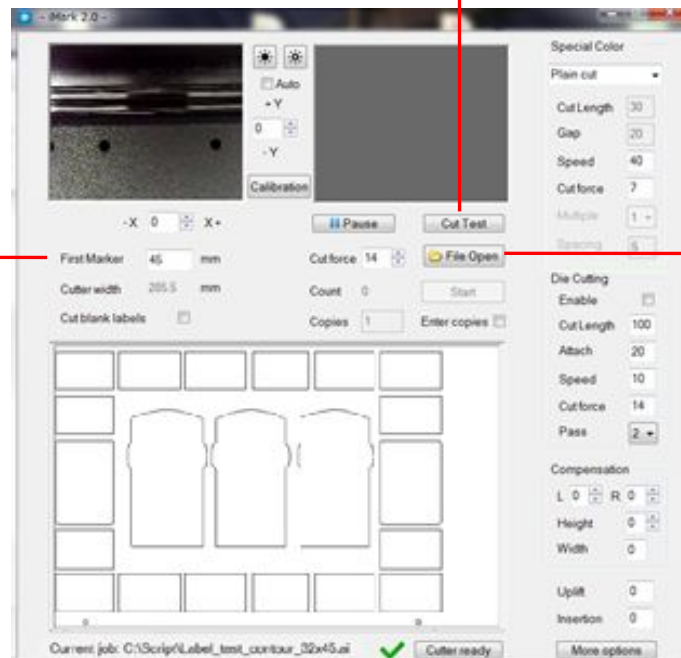 - iMark 2.0 -
Auto
+Y
0
-Y
Calibration
-X 0 X+
Pause
Cut Test
First Marker 45 mm
Cut force 14
File Open
Cutter width 285.5 mm
Count 0
Start
Cut blank labels
Copies 1
Enter copies
Special Color
Plain cut
Cut Length 30
Gap 20
Speed 40
Cut force 7
Multiple 1
Spacing 5
Die Cutting
Enable
Cut Length 100
Attach 20
Speed 10
Cut force 14
Pass 2
Compensation
L 0 R 0
Height 0
Width 0
Uplift 0
Insertion 0
Current job: C:\Script\Label_test_contour_32x45.ai
Cutter ready
More options